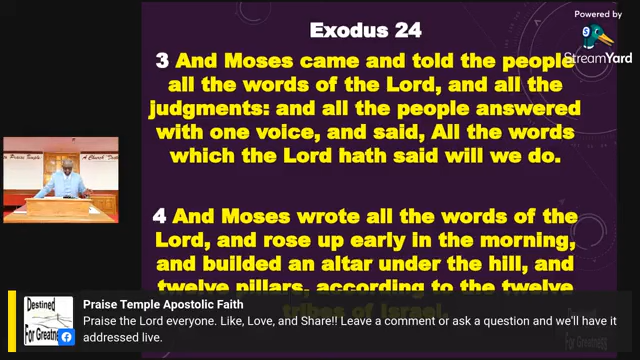 Powered by
StreamYard
Exodus 24
3 And Moses came and told the people
all the words of the Lord, and all the
judgments: and all the people answered
with one voice, and said, All the words
which the Lord hath said will we do.
4 And Moses wrote all the words of the
Lord, and rose up early in the morning,
and builded an altar under the hill, and
twelve pillars, according to the twelve
tribes of Israel.
Destined
For Greatness
Praise Temple Apostolic Faith
Praise the Lord everyone. Like, Love, and Share!! Leave a comment or ask a question and we'll have it
addressed live.